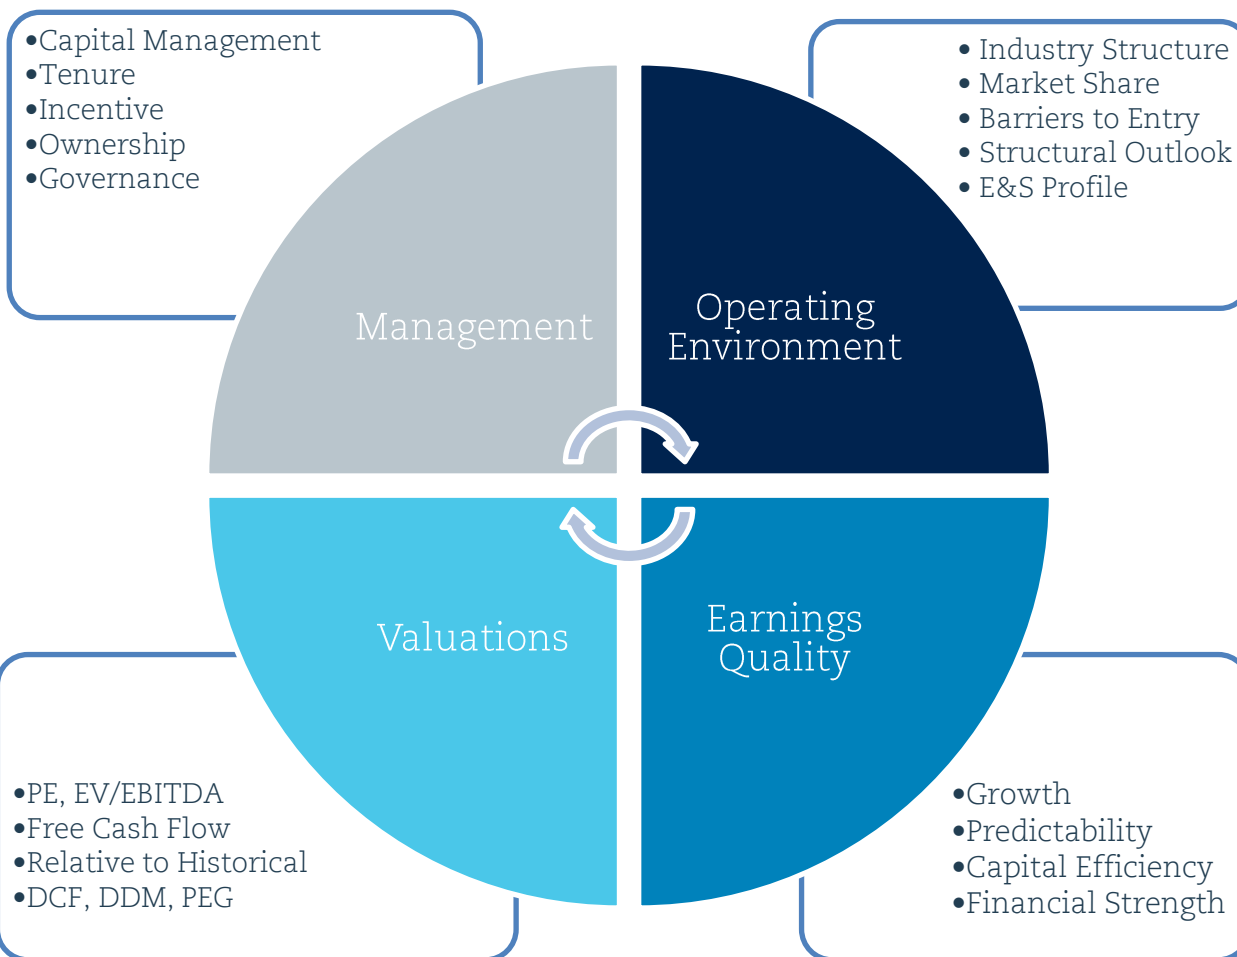 •Capital Management
•Tenure
•Incentive
•Ownership
•Governance
• Industry Structure
• Market Share
• Barriers to Entry
• Structural Outlook
• E&S Profile
Management
Operating
Environment
Valuations
Earnings
Quality
•PE, EV/EBITDA
•Free Cash Flow
•Relative to Historical
•DCF, DDM, PEG
•Growth
•Predictability
•Capital Efficiency
•Financial Strength